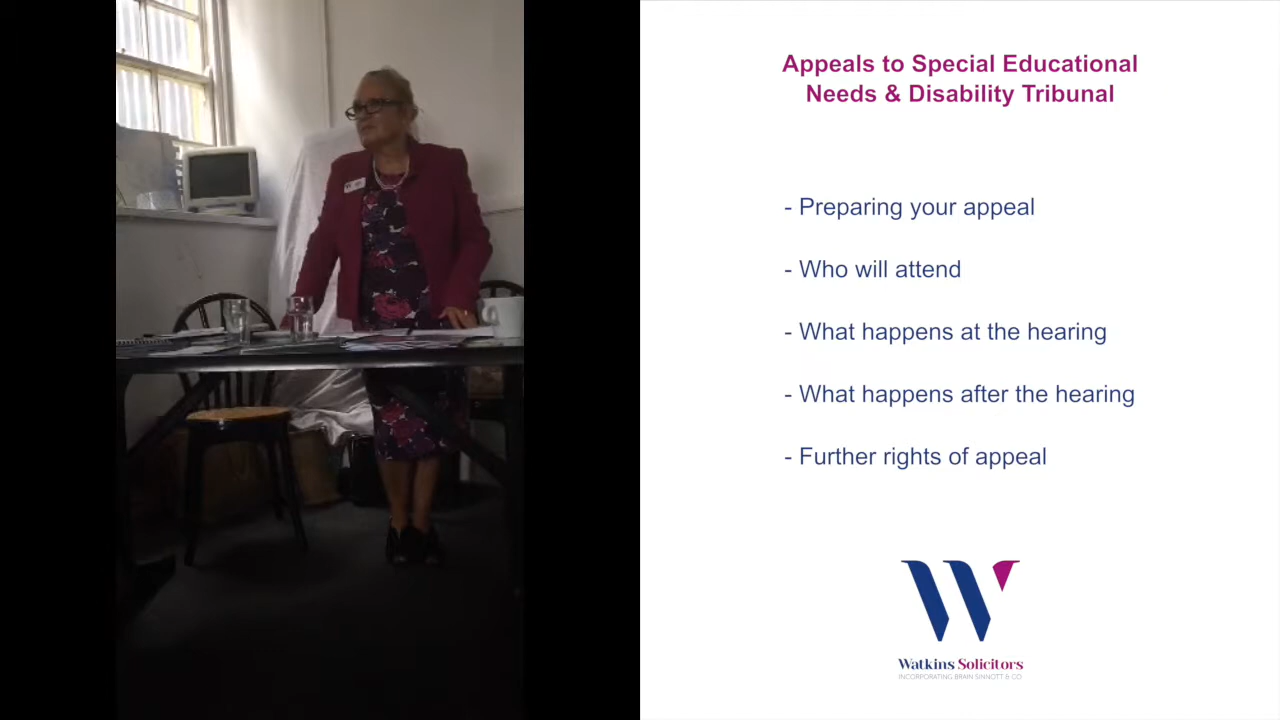 Appeals to Special Educational
Needs & Disability Tribunal
- Preparing your appeal
- Who will attend
- What happens at the hearing
- What happens after the hearing
- Further rights of appeal
Watkins Solicitors
INCORPORATING BRAIN SINNOTT & CO